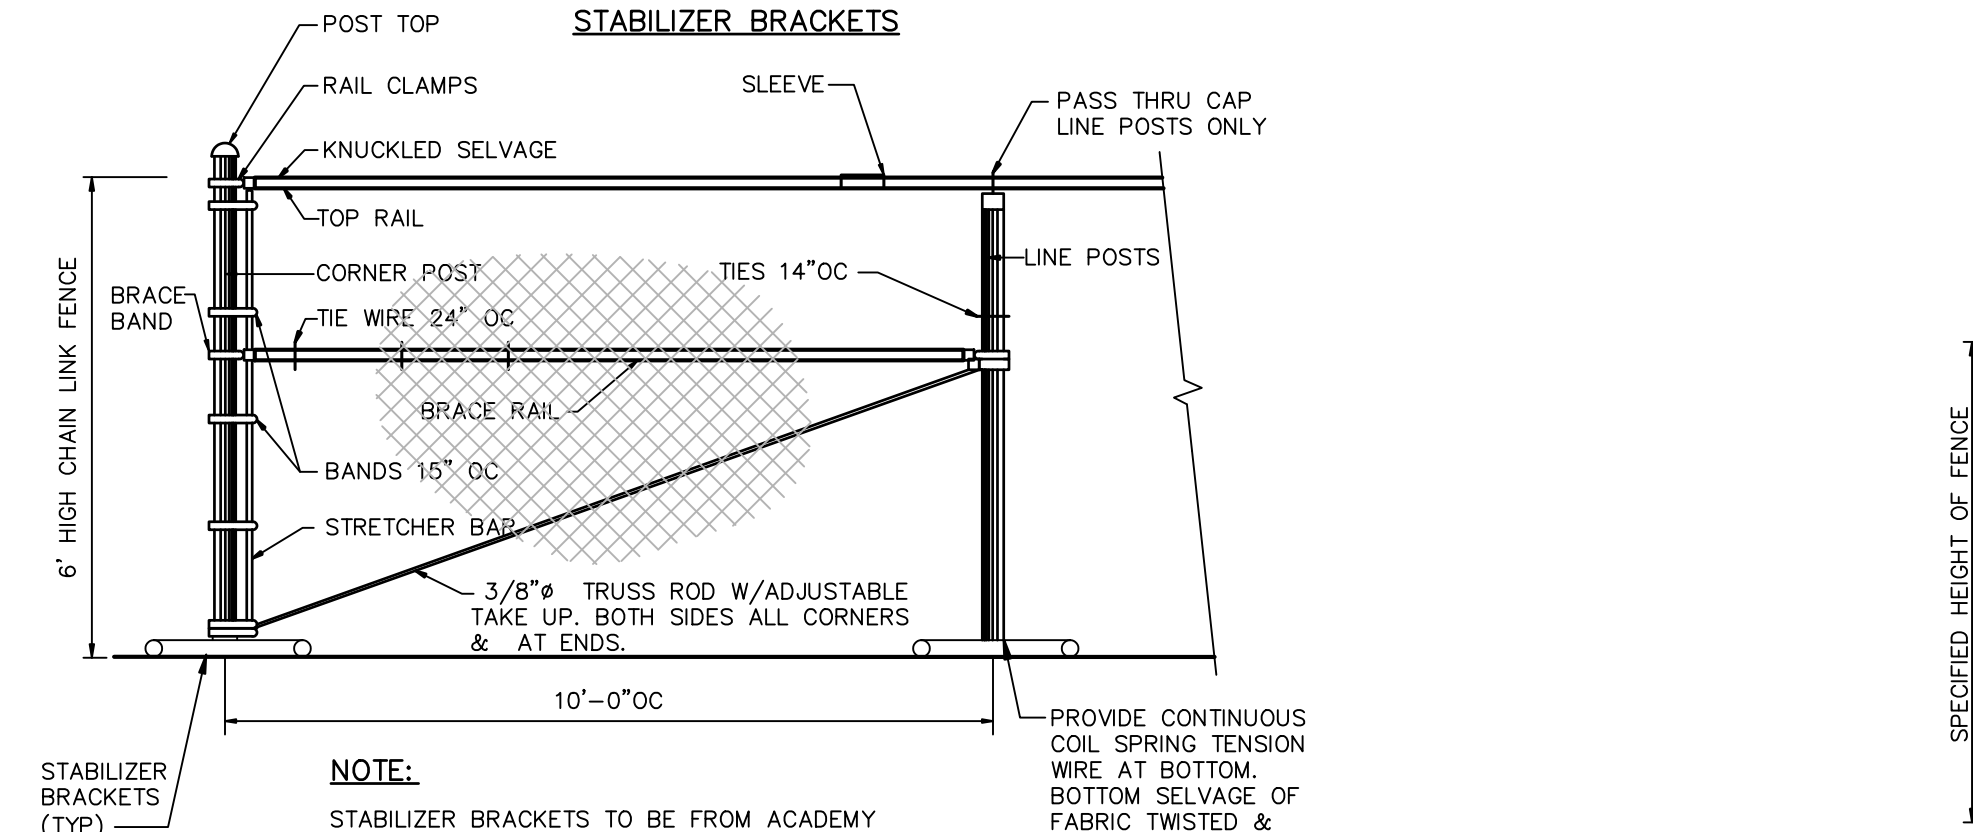 STABILIZER BRACKETS
POST TOP
RAIL CLAMPS
SLEEVE
PASS THRU CAP
LINE POSTS ONLY
KNUCKLED SELVAGE
TOP RAIL
CORNER POST
TIES 14"OC
LINE POSTS
BRACE
BAND
TIE WIRE 24" OC
6' HIGH CHAIN LINK FENCE
BRACE RAIL
BANDS 15" OC
STRETCHER BAR
3/8"ø TRUSS ROD W/ADJUSTABLE
TAKE UP. BOTH SIDES ALL CORNERS
& AT ENDS.
10'-0"OC
SPECIFIED HEIGHT OF FENCE
STABILIZER
BRACKETS
(TYP)
NOTE:
STABILIZER BRACKETS TO BE FROM ACADEMY
PROVIDE CONTINUOUS
COIL SPRING TENSION
WIRE AT BOTTOM.
BOTTOM SELVAGE OF
FABRIC TWISTED &